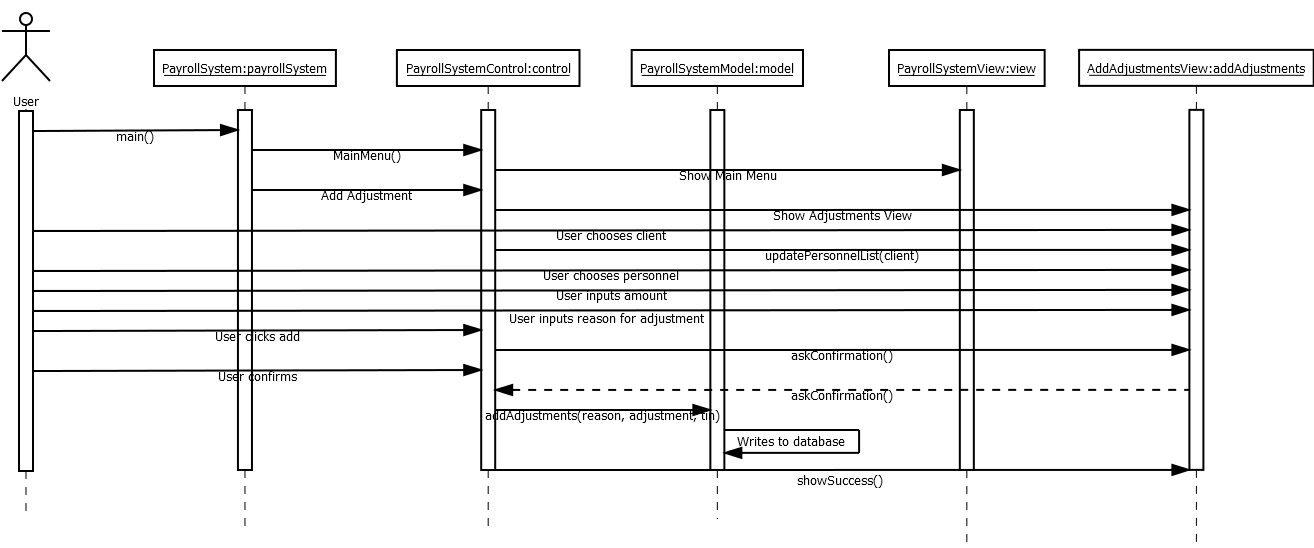 User
PayrollSystem:payrollSystem
PayrollSystemControl:control
PayrollSystemModel:model
PayrollSystemView:view
AddAdjustmentsView:addAdjustments
main()
MainMenu()
Show Main Menu
Add Adjustment
Show Adjustments View
User chooses client
updatePersonnelList(client)
User chooses personnel
User inputs amount
User inputs reason for adjustment
User clicks add
askConfirmation()
User confirms
askConfirmation()
addAdjustments(reason, adjustment, tin)
Writes to database
showSuccess()